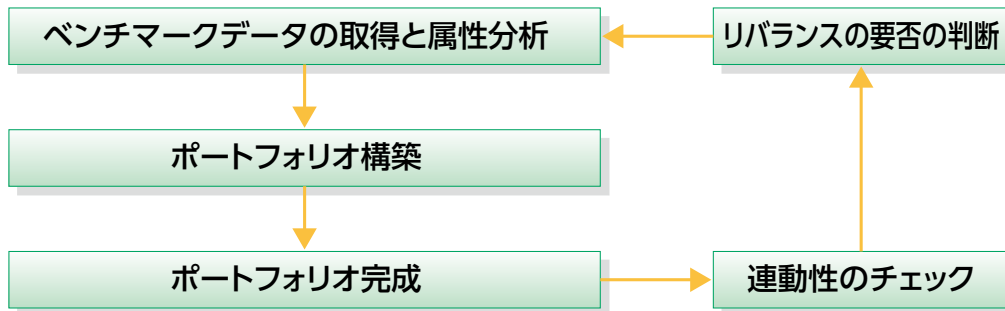 ベンチマークデータの取得と属性分析
リバランスの要否の判断
ポートフォリオ構築
ポートフォリオ完成
連動性のチェック